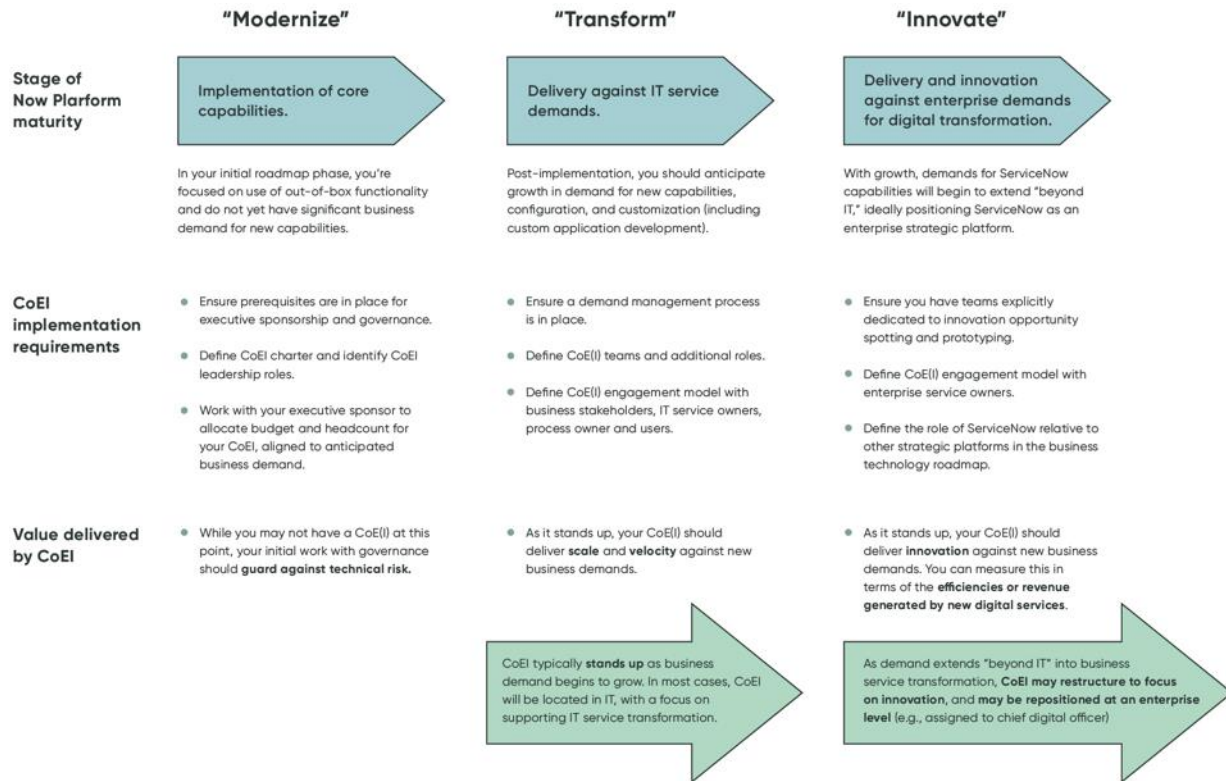 “Modernize”
“Transform”
“Innovate”
Stage of
Now Plarform
maturity
Implementation of core
capabilities.
Delivery against IT service
demands.
Delivery and innovation
against enterprise demands
for digital transformation.
In your initial roadmap phase, you’re
focused on use of out-of-box functionality
and do not yet have significant business
demand for new capabilities.
Post-implementation, you should anticipate
growth in demand for new capabilities,
configuration, and customization (including
custom application development).
With growth, demands for ServiceNow
capabilities will begin to extend “beyond
IT,” ideally positioning ServiceNow as an
enterprise strategic platform.
CoEI
implementation
requirements
Ensure prerequisites are in place for
executive sponsorship and governance.
Define CoEI charter and identify CoEI
leadership roles.
Work with your executive sponsor to
allocate budget and headcount for
your CoEI, aligned to anticipated
business demand.
Ensure a demand management process
is in place.
Define CoE(I) teams and additional roles.
Define CoE(I) engagement model with
business stakeholders, IT service owners,
process owner and users.
Ensure you have teams explicitly
dedicated to innovation opportunity
spotting and prototyping.
Define CoE(I) engagement model with
enterprise service owners.
Define the role of ServiceNow relative to
other strategic platforms in the business
technology roadmap.
Value delivered
by CoEI
While you may not have a CoE(I) at this
point, your initial work with governance
should guard against technical risk.
As it stands up, your CoE(I) should
deliver scale and velocity against new
business demands.
As it stands up, your CoE(I) should
deliver innovation against new business
demands. You can measure this in
terms of the efficiencies or revenue
generated by new digital services.
CoEI typically stands up as business
demand begins to grow. In most cases, CoEI
will be located in IT, with a focus on
supporting IT service transformation.
As demand extends “beyond IT” into business
service transformation, CoEI may restructure to focus
on innovation, and may be repositioned at an enterprise
level (e.g., assigned to chief digital officer)